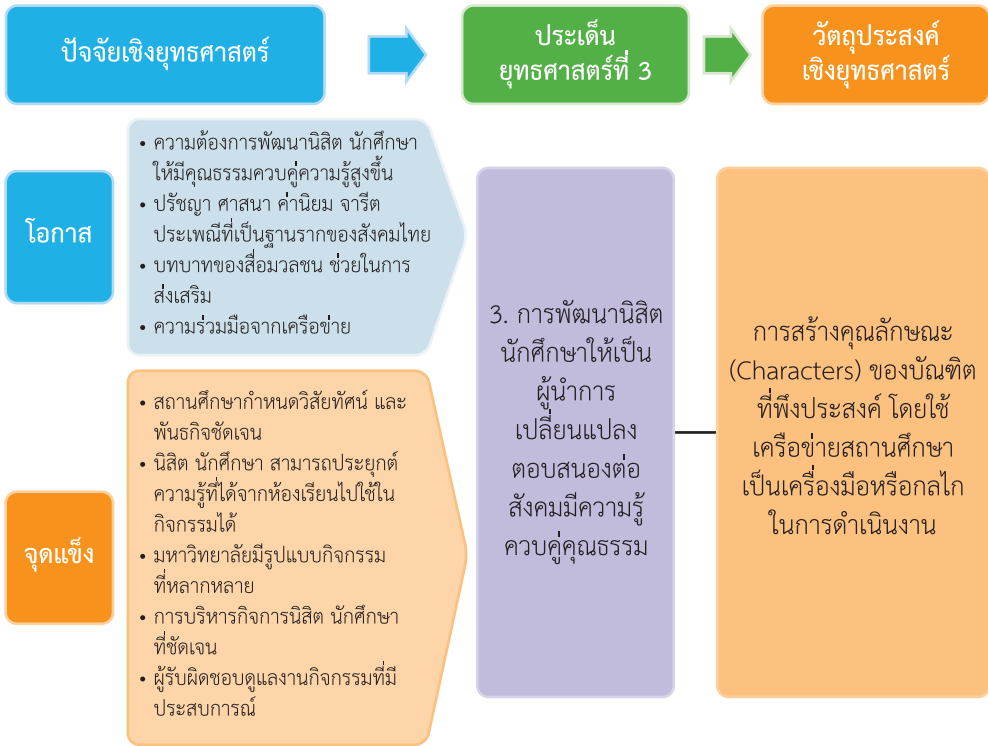 ปัจจัยเชิงยุทธศาสตร์
ประเด็น
ยุทธศาสตร์ที่ 3
วัตถุประสงค์
เชิงยุทธศาสตร์
โอกาส
• ความต้องการพัฒนานิสิต นักศึกษา
ให้มีคุณธรรมควบคู่ความรู้สูงขึ้น
• ปรัชญา ศาสนา ค่านิยม จารีต
ประเพณีที่เป็นฐานรากของสังคมไทย
• บทบาทของสื่อมวลชน ช่วยในการ
ส่งเสริม
• ความร่วมมือจากเครือข่าย
จุดแข็ง
• สถานศึกษากำหนดวิสัยทัศน์ และ
พันธกิจชัดเจน
• นิสิต นักศึกษา สามารถประยุกต์
ความรู้ที่ได้จากห้องเรียนไปใช้ใน
กิจกรรมได้
• มหาวิทยาลัยมีรูปแบบกิจกรรม
ที่หลากหลาย
• การบริหารกิจการนิสิต นักศึกษา
ที่ชัดเจน
• ผู้รับผิดชอบดูแลงานกิจกรรมที่มี
ประสบการณ์
3. การพัฒนานิสิต
นักศึกษาให้เป็น
ผู้นำการ
เปลี่ยนแปลง
ตอบสนองต่อ
สังคมมีความรู้
ควบคู่คุณธรรม
การสร้างคุณลักษณะ
(Characters) ของบัณฑิต
ที่พึงประสงค์ โดยใช้
เครือข่ายสถานศึกษา
เป็นเครื่องมือหรือกลไก
ในการดำเนินงาน